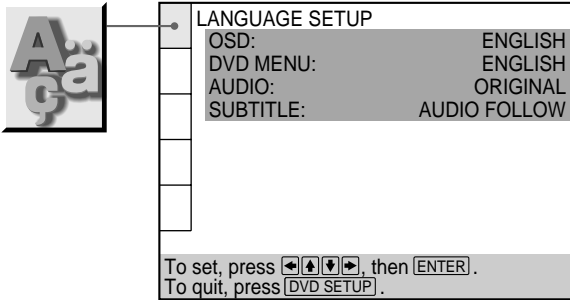 Aäç
LANGUAGE SETUP
OSD: ENGLISH
DVD MENU: ENGLISH
AUDIO: ORIGINAL
SUBTITLE: AUDIO FOLLOW
To set, press ←↑↓→, then ENTER.
To quit, press DVD SETUP.